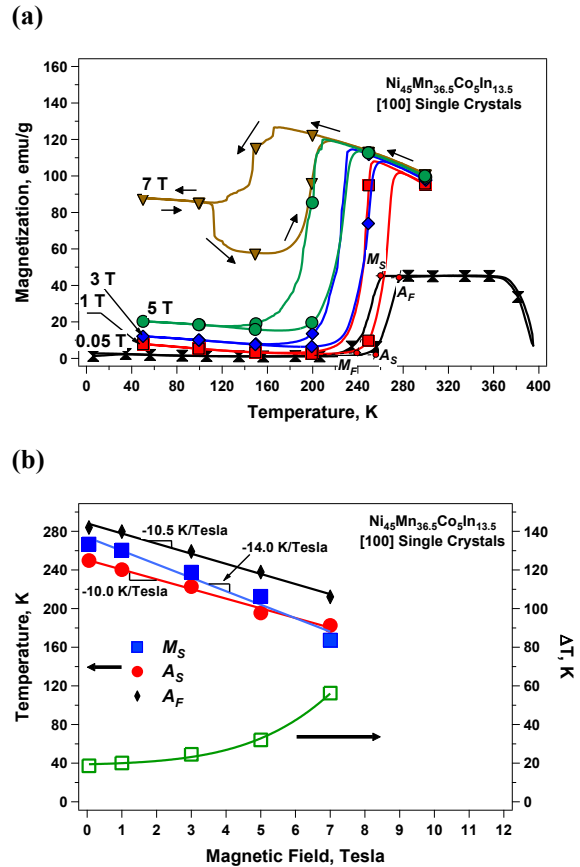 (a)
160
140
120
100
80
60
40
20
0
Magnetization, emu/g
Ni45Mn36.5Co5In13.5
[100] Single Crystals
7 T
3 T
1 T
5 T
0.05 T
MS
AF
MF
AS
0 40 80 120 160 200 240 280 320 360 400
Temperature, K
(b)
280
240
200
160
120
80
40
0
Temperature, K
-10.5 K/Tesla
-14.0 K/Tesla
-10.0 K/Tesla
Ni45Mn36.5Co5In13.5
[100] Single Crystals
MS
AS
AF
140
120
100
80
60
40
20
0
ΔT, K
0 1 2 3 4 5 6 7 8 9 10 11 12
Magnetic Field, Tesla